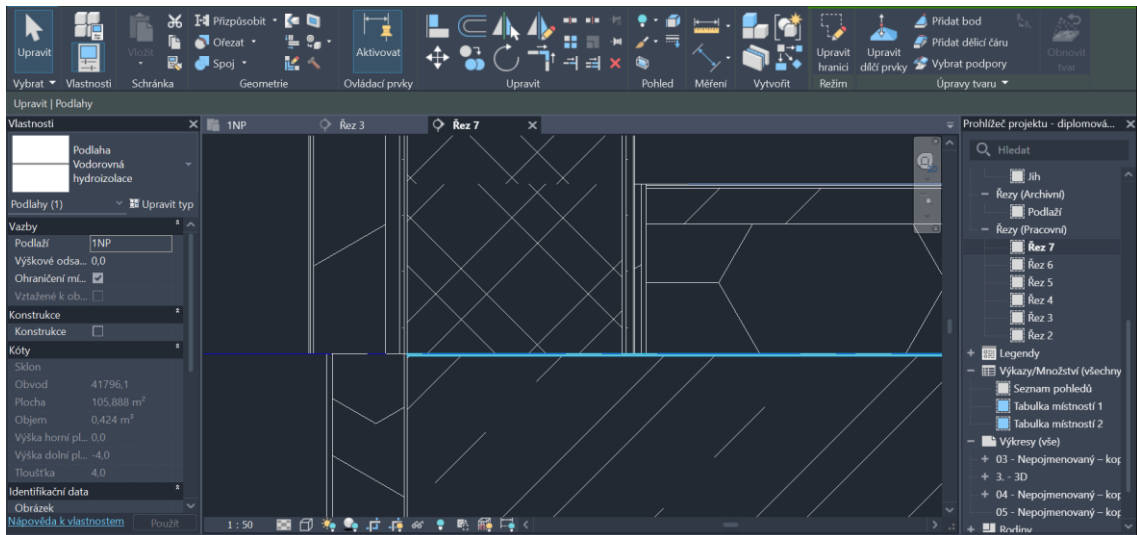 Upravit
Vybrat
Vlastnosti
Vložit
Schránka
Přizpůsobit
Ořezat
Spoj
Geometrie
Aktivovat
Ovládací prvky
Upravit
Pohled
Měření
Vytvořit
Upravit
hranici
Režim
Upravit
dílčí prvky
Přidat bod
Přidat dělící čáru
Vybrat podpory
Obnovit
tvar
Úpravy tvaru
Upravit | Podlahy
Vlastnosti
Podlaha
Vodorovná
hydroizolace
Podlahy (1)
Upravit typ
Vazby
Podlaží 1NP
Výškové odsa... 0,0
Ohraničení mí...
Vztažené k ob...
Konstrukce
Konstrukce
Kóty
Sklon
Obvod 41796,1
Plocha 105,888 m²
Objem 0,424 m³
Výška horní pl... 0,0
Výška dolní pl... -4,0
Tloušťka 4,0
Identifikační data
Obrázek
Nápověda k vlastnostem
Použít
1NP
Řez 3
Řez 7
1 : 50
Prohlížeč projektu - diplomová...
Hledat
Jih
Řezy (Archivní)
Podlaží
Řezy (Pracovní)
Řez 7
Řez 6
Řez 5
Řez 4
Řez 3
Řez 2
Legendy
Výkazy/Množství (všechny
Seznam pohledů
Tabulka místností 1
Tabulka místností 2
Výkresy (vše)
03 - Nepojmenovaný – kop
3. - 3D
04 - Nepojmenovaný – kop
05 - Nepojmenovaný – kop
Rodiny